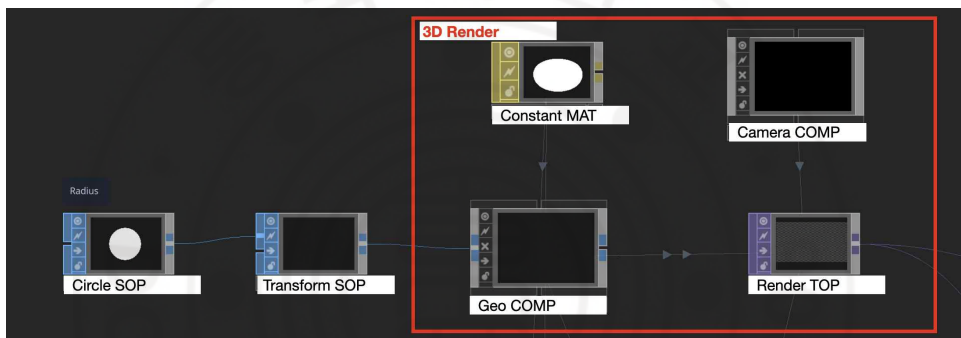 3D Render
Constant MAT
Camera COMP
Radius
Circle SOP
Transform SOP
Geo COMP
Render TOP